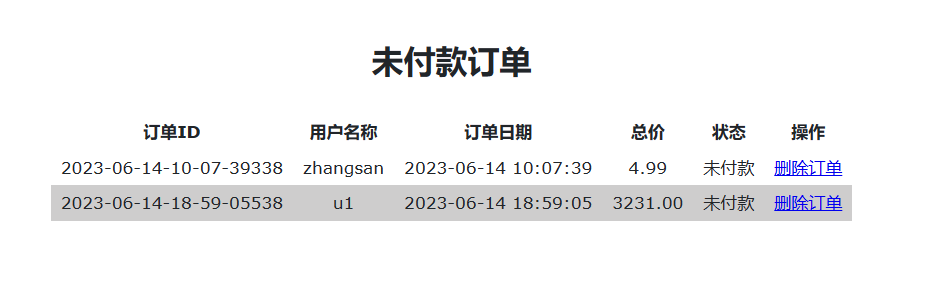 未付款订单
订单ID 用户名称 订单日期 总价 状态 操作
2023-06-14-10-07-39338 zhangsan 2023-06-14 10:07:39 4.99 未付款 删除订单
2023-06-14-18-59-05538 u1 2023-06-14 18:59:05 3231.00 未付款 删除订单